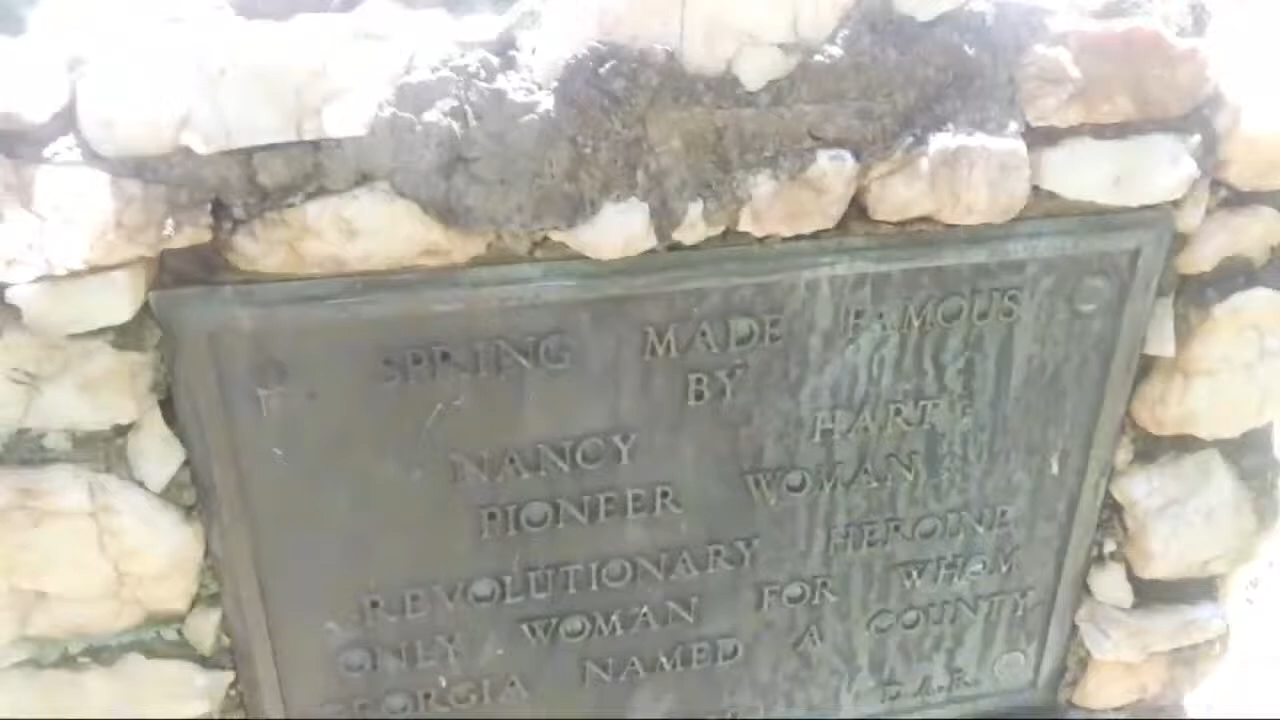 SPRING MADE FAMOUS
BY
NANCY HART
PIONEER WOMAN
REVOLUTIONARY HEROINE
ONLY WOMAN FOR WHOM
GEORGIA NAMED A COUNTY
D.A.R.